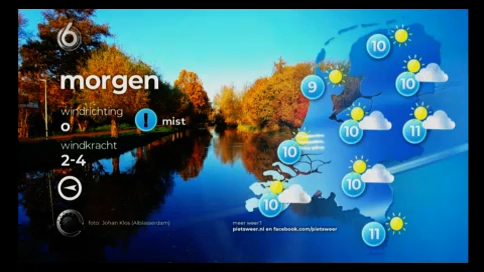 6
morgen
windrichting
O
mist
windkracht
2-4
foto: Johan Klos (Alblasserdam)
meer weer?
pietsweer.nl en facebook.com/pietsweer
10
9
10
10
11
10
10
10
11